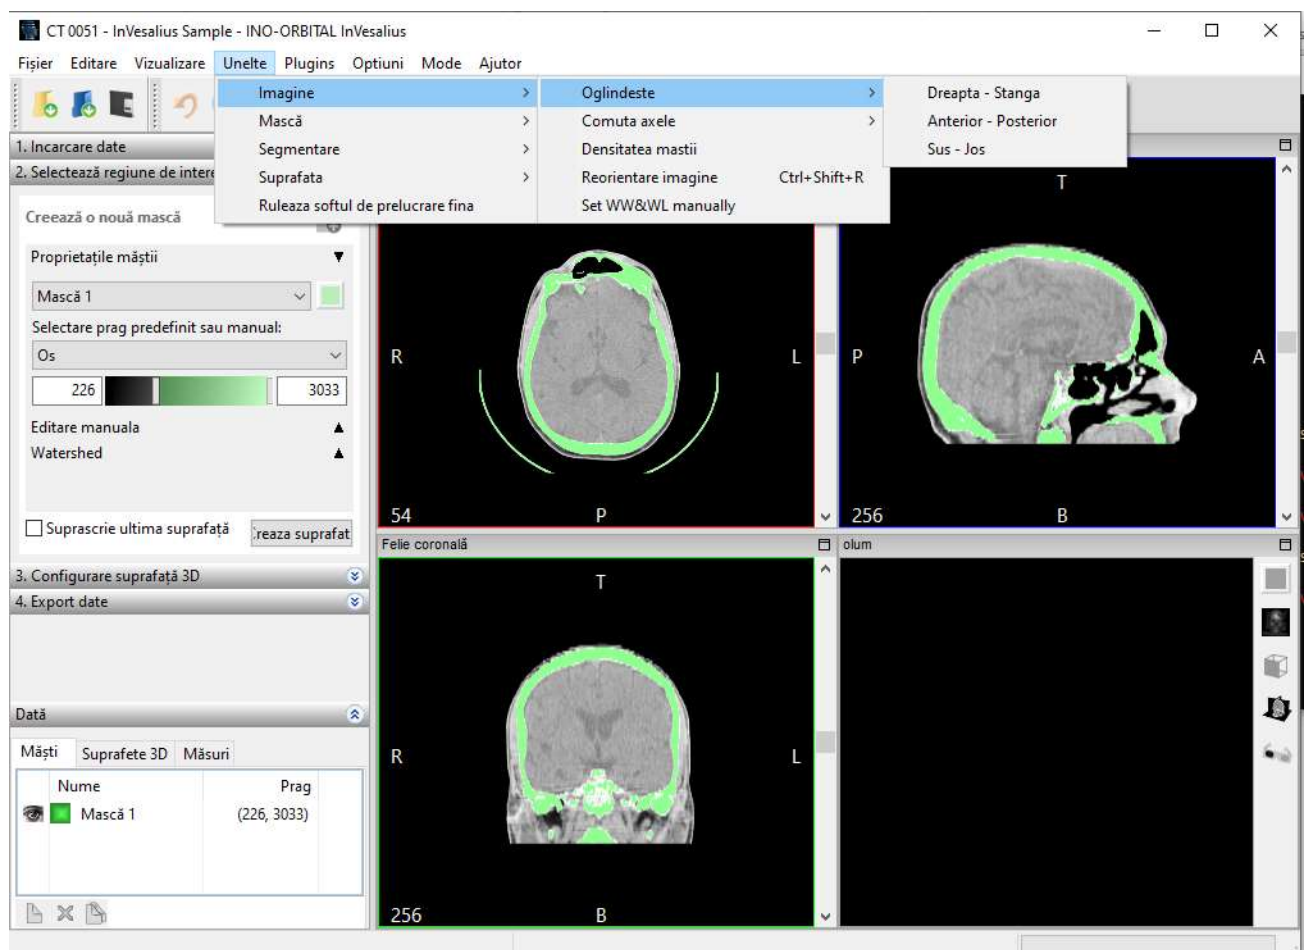 CT 0051 - InVesalius Sample - INO-ORBITAL InVesalius
Fișier Editare Vizualizare Unelte Plugins Optiuni Mode Ajutor
Imagine
Mască
Segmentare
Suprafata
Ruleaza softul de prelucrare fina
Oglindeste
Comuta axele
Densitatea mastii
Reorientare imagine Ctrl+Shift+R
Set WW&WL manually
Dreapta - Stanga
Anterior - Posterior
Sus - Jos
1. Incarcare date
2. Selectează regiune de intere
Creează o nouă mască
Proprietațile măștii
Mască 1
Selectare prag predefinit sau manual:
Os
226 3033
Editare manuala
Watershed
Suprascrie ultima suprafață
reaza suprafat
3. Configurare suprafață 3D
4. Export date
Dată
Măști Suprafete 3D Măsuri
Nume Prag
Mască 1 (226, 3033)
R L
54 P
T
P A
256 B
Felie coronală
T
R L
256 B
olum